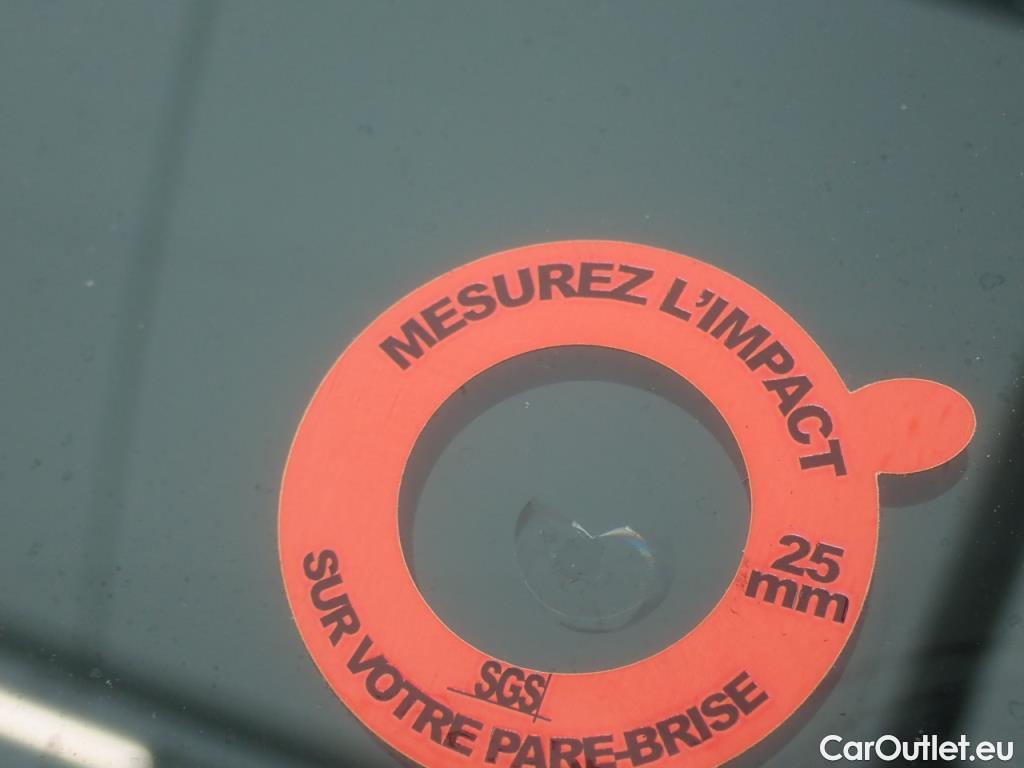 MESUREZ L'IMPACT
25
mm
SGS
SUR VOTRE PARE-BRISE
CarOutlet.eu